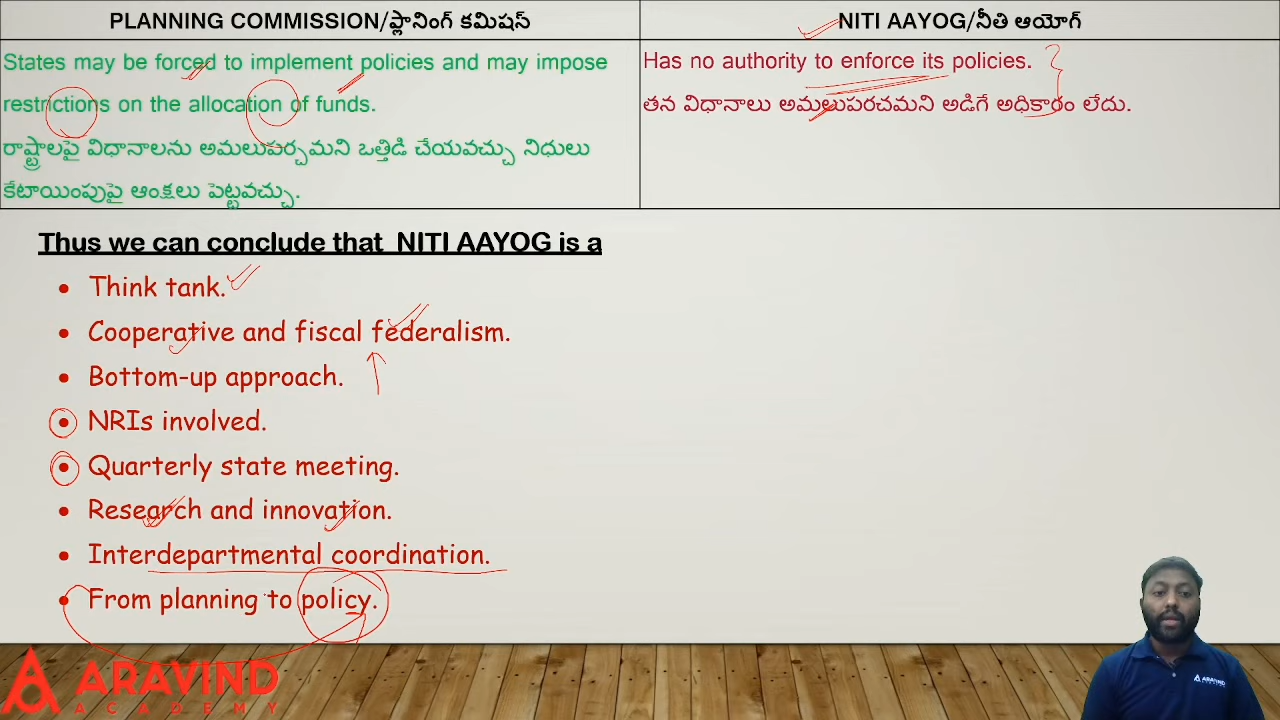 PLANNING COMMISSION/ప్లానింగ్ కమిషన్
NITI AAYOG/నీతి ఆయోగ్
States may be forced to implement policies and may impose
restrictions on the allocation of funds.
రాష్ట్రాలపై విధానాలను అమలుపర్చమని ఒత్తిడి చేయవచ్చు నిధులు
కేటాయింపుపై ఆంక్షలు పెట్టవచ్చు.
Has no authority to enforce its policies.
తన విధానాలు అమలుపరచమని అడిగే అధికారం లేదు.
Thus we can conclude that NITI AAYOG is a
• Think tank.
• Cooperative and fiscal federalism.
• Bottom-up approach.
• NRIs involved.
• Quarterly state meeting.
• Research and innovation.
• Interdepartmental coordination.
• From planning to policy.
ARAVIND
ACADEMY
ARAVIND